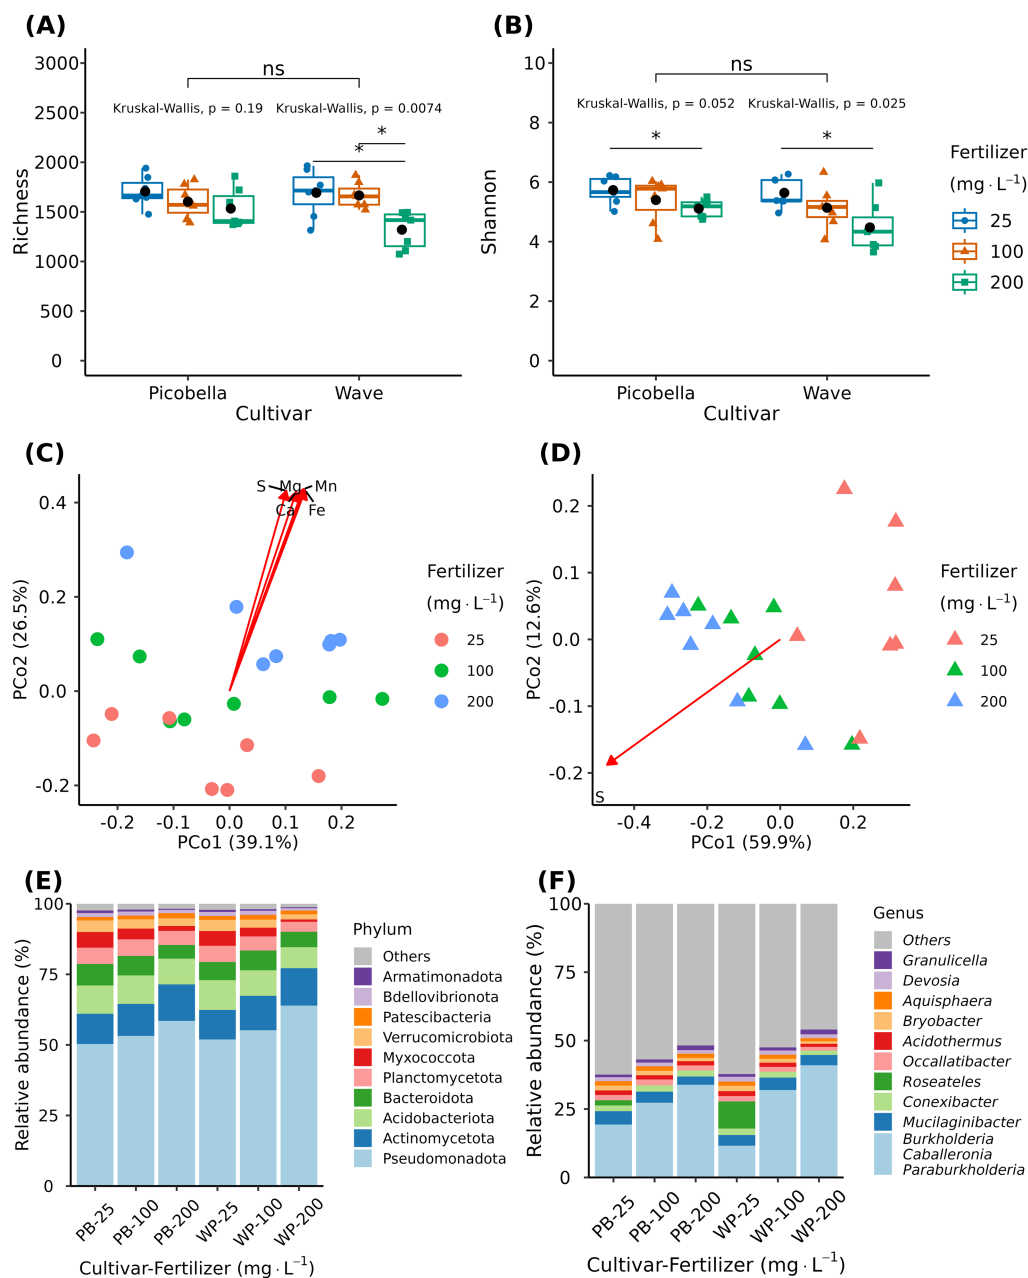 (A)
Richness
3000
2500
2000
1500
1000
500
0
ns
Kruskal-Wallis, p = 0.19
Kruskal-Wallis, p = 0.0074
*
*
Picobella
Wave
Cultivar
(B)
Shannon
10
8
6
4
2
0
ns
Kruskal-Wallis, p = 0.052
Kruskal-Wallis, p = 0.025
*
*
Picobella
Wave
Cultivar
Fertilizer
(mg · L⁻¹)
25
100
200
(C)
PCo2 (26.5%)
0.4
0.2
0.0
-0.2
S
Mg
Mn
Ca
Fe
-0.2
-0.1
0.0
0.1
0.2
PCo1 (39.1%)
Fertilizer
(mg · L⁻¹)
25
100
200
(D)
PCo2 (12.6%)
0.2
0.1
0.0
-0.1
-0.2
S
-0.4
-0.2
0.0
0.2
PCo1 (59.9%)
Fertilizer
(mg · L⁻¹)
25
100
200
(E)
Relative abundance (%)
100
75
50
25
0
PB-25
PB-100
PB-200
WP-25
WP-100
WP-200
Cultivar-Fertilizer (mg · L⁻¹)
Phylum
Others
Armatimonadota
Bdellovibrionota
Patescibacteria
Verrucomicrobiota
Myxococcota
Planctomycetota
Bacteroidota
Acidobacteriota
Actinomycetota
Pseudomonadota
(F)
Relative abundance (%)
100
75
50
25
0
PB-25
PB-100
PB-200
WP-25
WP-100
WP-200
Cultivar-Fertilizer (mg · L⁻¹)
Genus
Others
Granulicella
Devosia
Aquisphaera
Bryobacter
Acidothermus
Occallatibacter
Roseateles
Conexibacter
Mucilaginibacter
Burkholderia
Caballeronia
Paraburkholderia